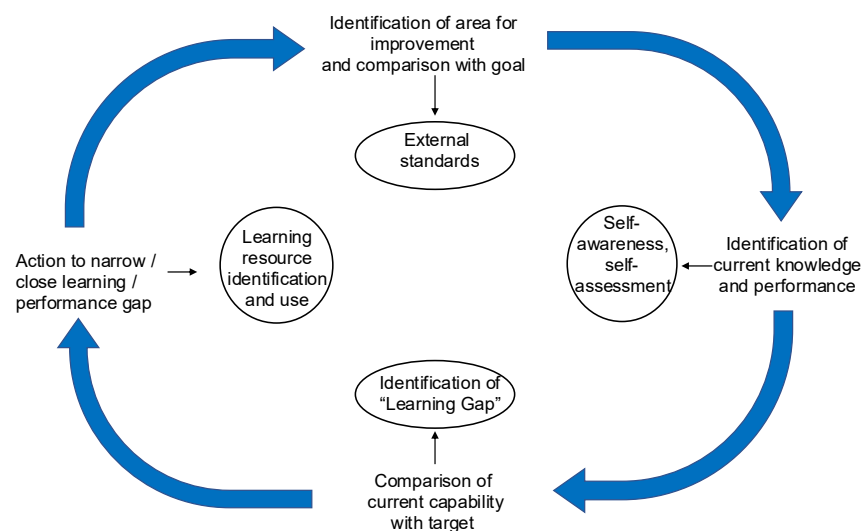 Identification of area for
improvement
and comparison with goal
External
standards
Self-
awareness,
self-
assessment
Identification of
current knowledge
and performance
Comparison of
current capability
with target
Identification of
“Learning Gap”
Action to narrow /
close learning /
performance gap
Learning
resource
identification
and use